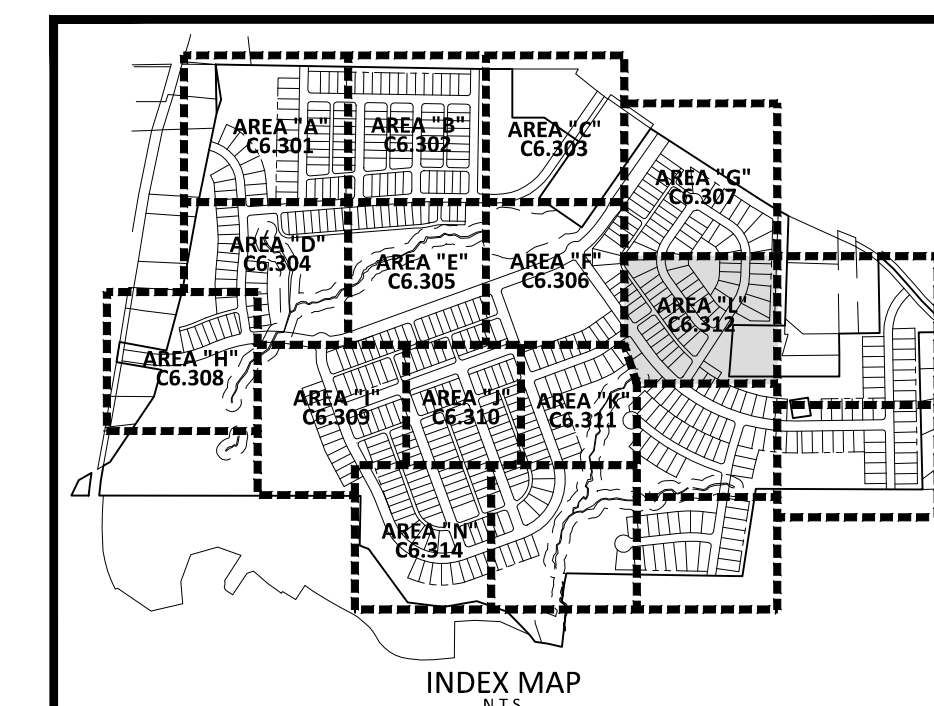 AREA "A"
C6.301
AREA "B"
C6.302
AREA "C"
C6.303
AREA "G"
C6.307
AREA "D"
C6.304
AREA "E"
C6.305
AREA "F"
C6.306
AREA "L"
C6.312
AREA "H"
C6.308
AREA "I"
C6.309
AREA "J"
C6.310
AREA "K"
C6.311
AREA "N"
C6.314
INDEX MAP
N.T.S.